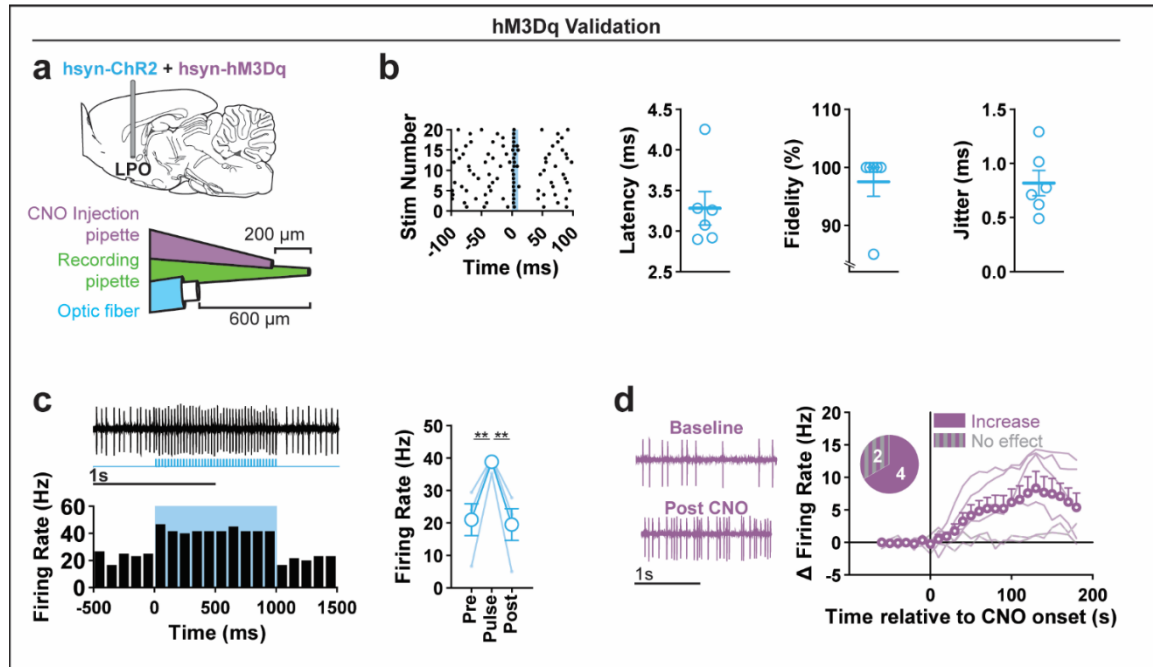 hM3Dq Validation
a
hsyn-ChR2 + hsyn-hM3Dq
LPO
CNO Injection
pipette
200 µm
Recording
pipette
Optic fiber
600 µm
b
Stim Number
20
15
10
5
0
-100
-50
0
50
100
Time (ms)
Latency (ms)
4.5
4.0
3.5
3.0
2.5
Fidelity (%)
110
100
90
Jitter (ms)
1.5
1.0
0.5
0.0
c
1s
Firing Rate (Hz)
60
40
20
0
-500
0
500
1000
1500
Time (ms)
Firing Rate (Hz)
50
40
30
20
10
0
** **
Pre
Pulse
Post
d
Baseline
Post CNO
1s
Δ Firing Rate (Hz)
20
15
10
5
0
-5
Increase
No effect
2
4
0
100
200
Time relative to CNO onset (s)